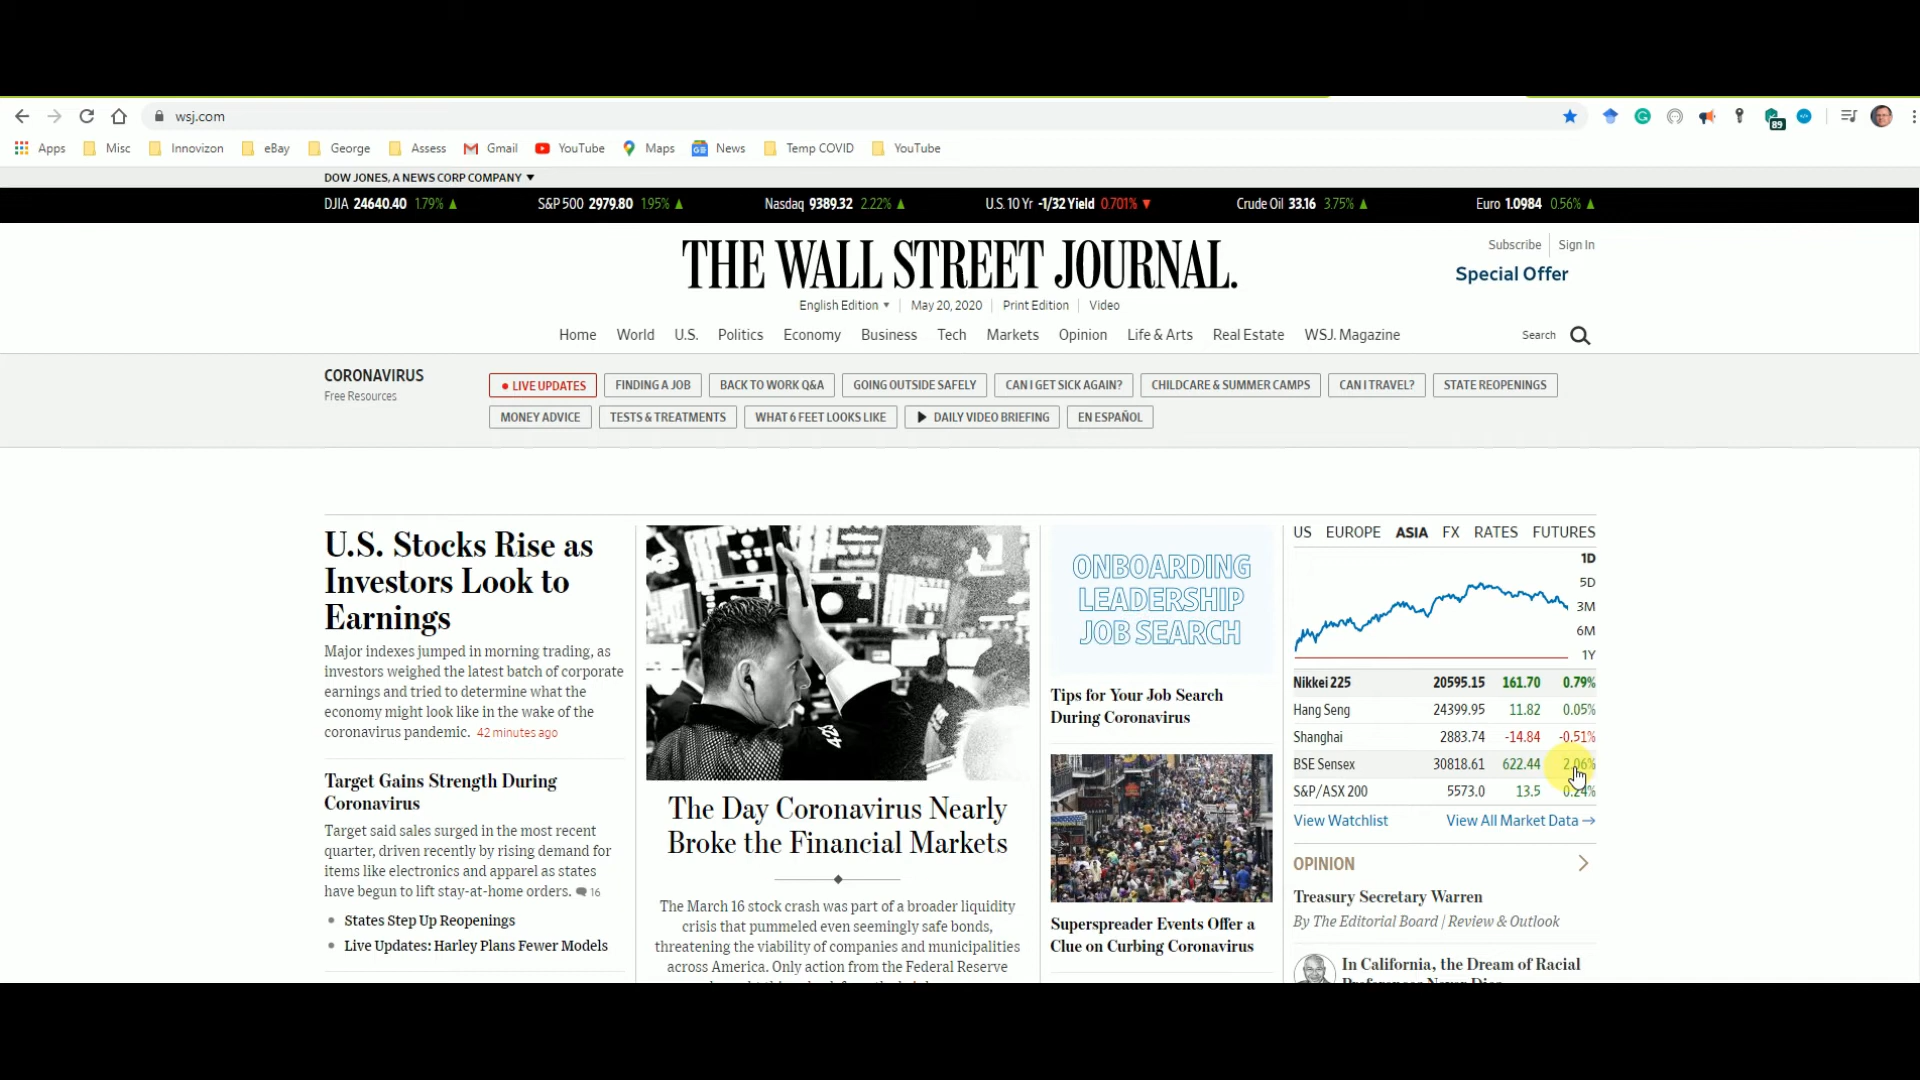 wsj.com
89
Apps Misc Innovizon eBay George Assess Gmail YouTube Maps News Temp COVID YouTube
DOW JONES, A NEWS CORP COMPANY
DJIA 24640.40 1.79% S&P 500 2979.80 1.95% Nasdaq 9389.32 2.22% U.S. 10 Yr -1/32 Yield 0.701% Crude Oil 33.16 3.75% Euro 1.0984 0.56%
THE WALL STREET JOURNAL.
Subscribe Sign In
Special Offer
English Edition May 20, 2020 Print Edition Video
Home World U.S. Politics Economy Business Tech Markets Opinion Life & Arts Real Estate WSJ. Magazine Search
CORONAVIRUS
Free Resources
LIVE UPDATES FINDING A JOB BACK TO WORK Q&A GOING OUTSIDE SAFELY CAN I GET SICK AGAIN? CHILDCARE & SUMMER CAMPS CAN I TRAVEL? STATE REOPENINGS
MONEY ADVICE TESTS & TREATMENTS WHAT 6 FEET LOOKS LIKE DAILY VIDEO BRIEFING EN ESPAÑOL
U.S. Stocks Rise as
Investors Look to
Earnings
Major indexes jumped in morning trading, as
investors weighed the latest batch of corporate
earnings and tried to determine what the
economy might look like in the wake of the
coronavirus pandemic. 42 minutes ago
Target Gains Strength During
Coronavirus
Target said sales surged in the most recent
quarter, driven recently by rising demand for
items like electronics and apparel as states
have begun to lift stay-at-home orders. 16
States Step Up Reopenings
Live Updates: Harley Plans Fewer Models
The Day Coronavirus Nearly
Broke the Financial Markets
The March 16 stock crash was part of a broader liquidity
crisis that pummeled even seemingly safe bonds,
threatening the viability of companies and municipalities
across America. Only action from the Federal Reserve
ONBOARDING
LEADERSHIP
JOB SEARCH
Tips for Your Job Search
During Coronavirus
Superspreader Events Offer a
Clue on Curbing Coronavirus
US EUROPE ASIA FX RATES FUTURES
1D
5D
3M
6M
1Y
Nikkei 225 20595.15 161.70 0.79%
Hang Seng 24399.95 11.82 0.05%
Shanghai 2883.74 -14.84 -0.51%
BSE Sensex 30818.61 622.44 2.06%
S&P/ASX 200 5573.0 13.5 0.24%
View Watchlist View All Market Data
OPINION
Treasury Secretary Warren
By The Editorial Board | Review & Outlook
In California, the Dream of Racial
Preferences Never Dies